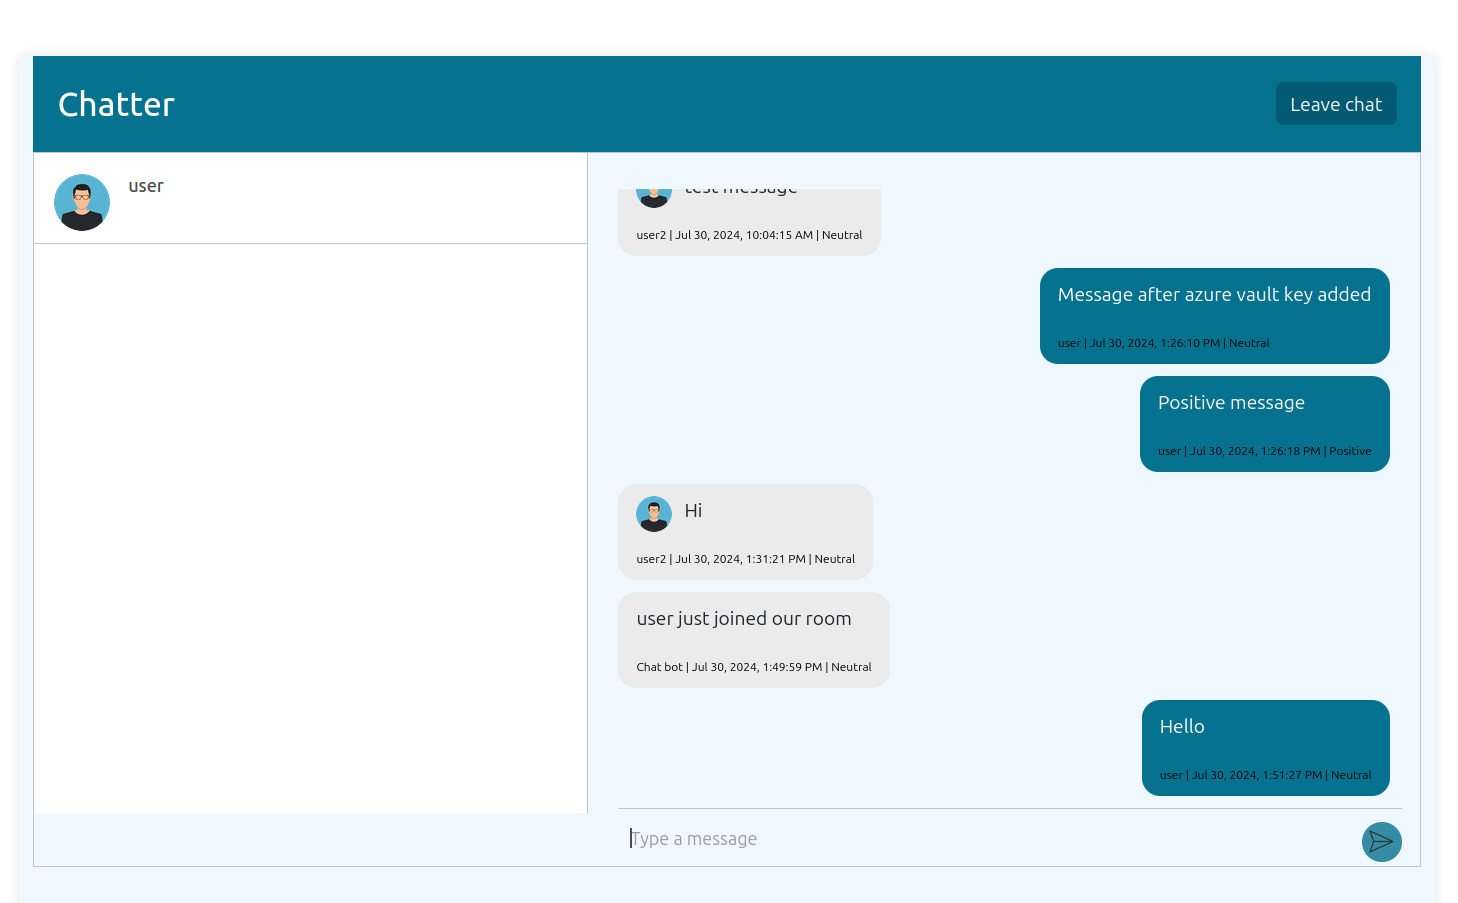 Chatter
Leave chat
user
test message
user2 | Jul 30, 2024, 10:04:15 AM | Neutral
Message after azure vault key added
user | Jul 30, 2024, 1:26:10 PM | Neutral
Positive message
user | Jul 30, 2024, 1:26:18 PM | Positive
Hi
user2 | Jul 30, 2024, 1:31:21 PM | Neutral
user just joined our room
Chat bot | Jul 30, 2024, 1:49:59 PM | Neutral
Hello
user | Jul 30, 2024, 1:51:27 PM | Neutral
Type a message